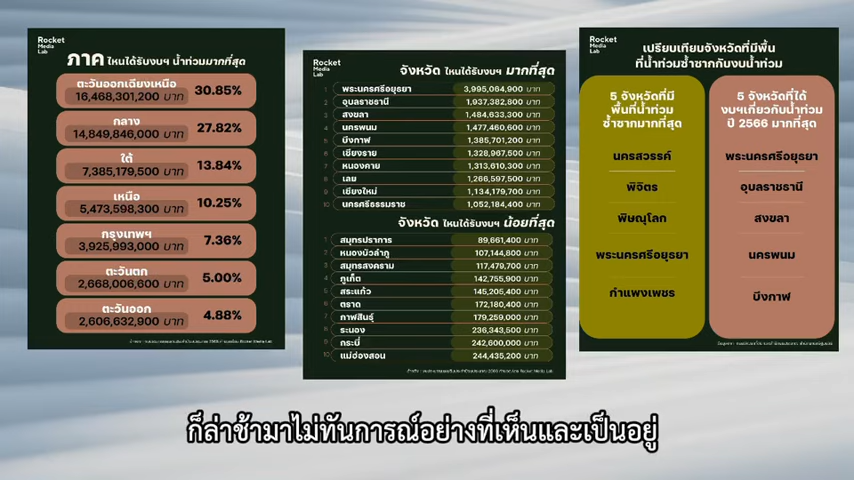 Rocket
Media
Lab
ภาค ไหนได้รับงบฯ น้ำท่วมมากที่สุด
ตะวันออกเฉียงเหนือ
16,468,301,200 บาท
30.85%
กลาง
14,849,846,000 บาท
27.82%
ใต้
7,385,179,500 บาท
13.84%
เหนือ
5,473,598,300 บาท
10.25%
กรุงเทพฯ
3,925,993,000 บาท
7.36%
ตะวันตก
2,668,006,600 บาท
5.00%
ตะวันออก
2,606,632,900 บาท
4.88%
Rocket
Media
Lab
จังหวัด ไหนได้รับงบฯ มากที่สุด
1 พระนครศรีอยุธยา 3,995,064,900 บาท
2 อุบลราชธานี 1,937,382,800 บาท
3 สงขลา 1,484,633,300 บาท
4 นครพนม 1,477,460,600 บาท
5 บึงกาฬ 1,385,701,200 บาท
6 เชียงราย 1,328,967,500 บาท
7 หนองคาย 1,313,610,300 บาท
8 เลย 1,266,597,500 บาท
9 เชียงใหม่ 1,134,179,700 บาท
10 นครศรีธรรมราช 1,052,184,400 บาท
จังหวัด ไหนได้รับงบฯ น้อยที่สุด
1 สมุทรปราการ 89,661,400 บาท
2 หนองบัวลำภู 107,144,800 บาท
3 สมุทรสงคราม 117,479,700 บาท
4 ภูเก็ต 142,755,900 บาท
5 สระแก้ว 145,205,400 บาท
6 ตราด 172,180,400 บาท
7 กาฬสินธุ์ 179,259,000 บาท
8 ระนอง 236,343,500 บาท
9 กระบี่ 242,600,000 บาท
10 แม่ฮ่องสอน 244,435,200 บาท
Rocket
Media
Lab
เปรียบเทียบจังหวัดที่มีพื้น
ที่น้ำท่วมซ้ำซากกับงบน้ำท่วม
5 จังหวัดที่มี
พื้นที่น้ำท่วม
ซ้ำซากมากที่สุด
นครสวรรค์
พิจิตร
พิษณุโลก
พระนครศรีอยุธยา
กำแพงเพชร
5 จังหวัดที่ได้
งบฯเกี่ยวกับน้ำท่วม
ปี 2566 มากที่สุด
พระนครศรีอยุธยา
อุบลราชธานี
สงขลา
นครพนม
บึงกาฬ
ก็ล่าช้ามาไม่ทันการณ์อย่างที่เห็นและเป็นอยู่